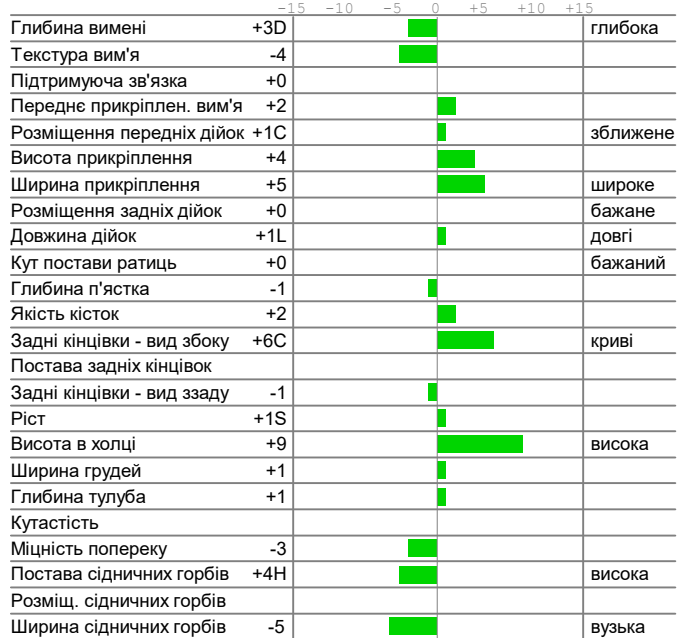 -15 -10 -5 0 +5 +10 +15
Глибина вимені +3D глибока
Текстура вим'я -4
Підтримуюча зв'язка +0
Переднє прикріплен. вим'я +2
Розміщення передніх дійок +1C зближене
Висота прикріплення +4
Ширина прикріплення +5 широке
Розміщення задніх дійок +0 бажане
Довжина дійок +1L довгі
Кут постави ратиць +0 бажаний
Глибина п'ястка -1
Якість кісток +2
Задні кінцівки - вид збоку +6C криві
Постава задніх кінцівок
Задні кінцівки - вид ззаду -1
Ріст +1S
Висота в холці +9 висока
Ширина грудей +1
Глибина тулуба +1
Кутастість
Міцність попереку -3
Постава сідничних горбів +4H висока
Розміщ. сідничних горбів
Ширина сідничних горбів -5 вузька